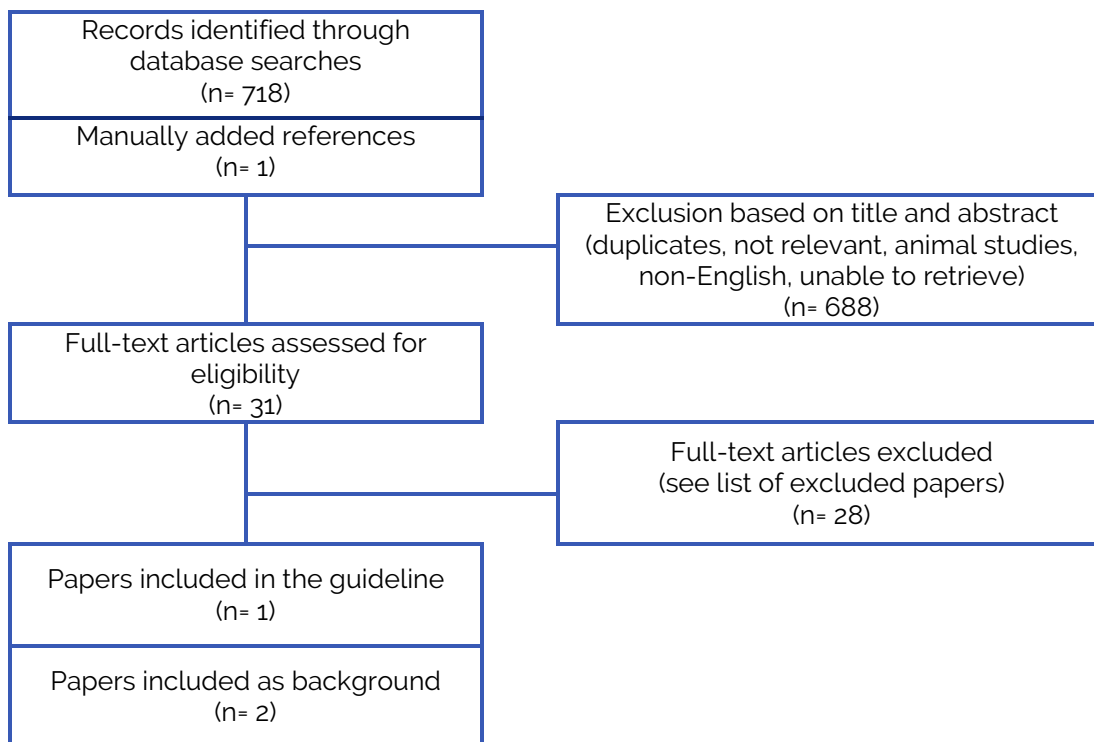 Records identified through
database searches
(n= 718)
Manually added references
(n= 1)
Exclusion based on title and abstract
(duplicates, not relevant, animal studies,
non-English, unable to retrieve)
(n= 688)
Full-text articles assessed for
eligibility
(n= 31)
Full-text articles excluded
(see list of excluded papers)
(n= 28)
Papers included in the guideline
(n= 1)
Papers included as background
(n= 2)